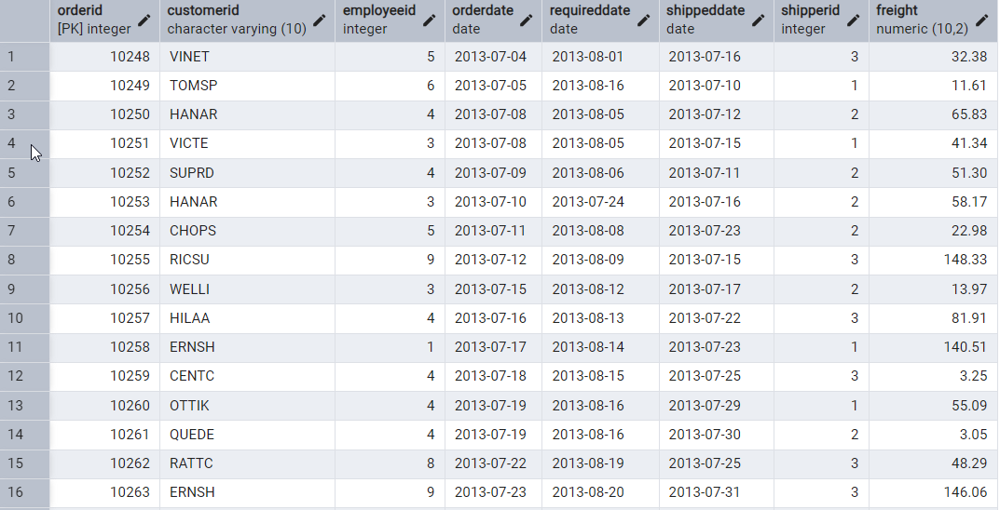 orderid customerid employeeid orderdate requireddate shippeddate shipperid freight
[PK] integer character varying (10) integer date date date integer numeric (10,2)
1 10248 VINET 5 2013-07-04 2013-08-01 2013-07-16 3 32.38
2 10249 TOMSP 6 2013-07-05 2013-08-16 2013-07-10 1 11.61
3 10250 HANAR 4 2013-07-08 2013-08-05 2013-07-12 2 65.83
4 10251 VICTE 3 2013-07-08 2013-08-05 2013-07-15 1 41.34
5 10252 SUPRD 4 2013-07-09 2013-08-06 2013-07-11 2 51.30
6 10253 HANAR 3 2013-07-10 2013-07-24 2013-07-16 2 58.17
7 10254 CHOPS 5 2013-07-11 2013-08-08 2013-07-23 2 22.98
8 10255 RICSU 9 2013-07-12 2013-08-09 2013-07-15 3 148.33
9 10256 WELLI 3 2013-07-15 2013-08-12 2013-07-17 2 13.97
10 10257 HILAA 4 2013-07-16 2013-08-13 2013-07-22 3 81.91
11 10258 ERNSH 1 2013-07-17 2013-08-14 2013-07-23 1 140.51
12 10259 CENTC 4 2013-07-18 2013-08-15 2013-07-25 3 3.25
13 10260 OTTIK 4 2013-07-19 2013-08-16 2013-07-29 1 55.09
14 10261 QUEDE 4 2013-07-19 2013-08-16 2013-07-30 2 3.05
15 10262 RATTC 8 2013-07-22 2013-08-19 2013-07-25 3 48.29
16 10263 ERNSH 9 2013-07-23 2013-08-20 2013-07-31 3 146.06